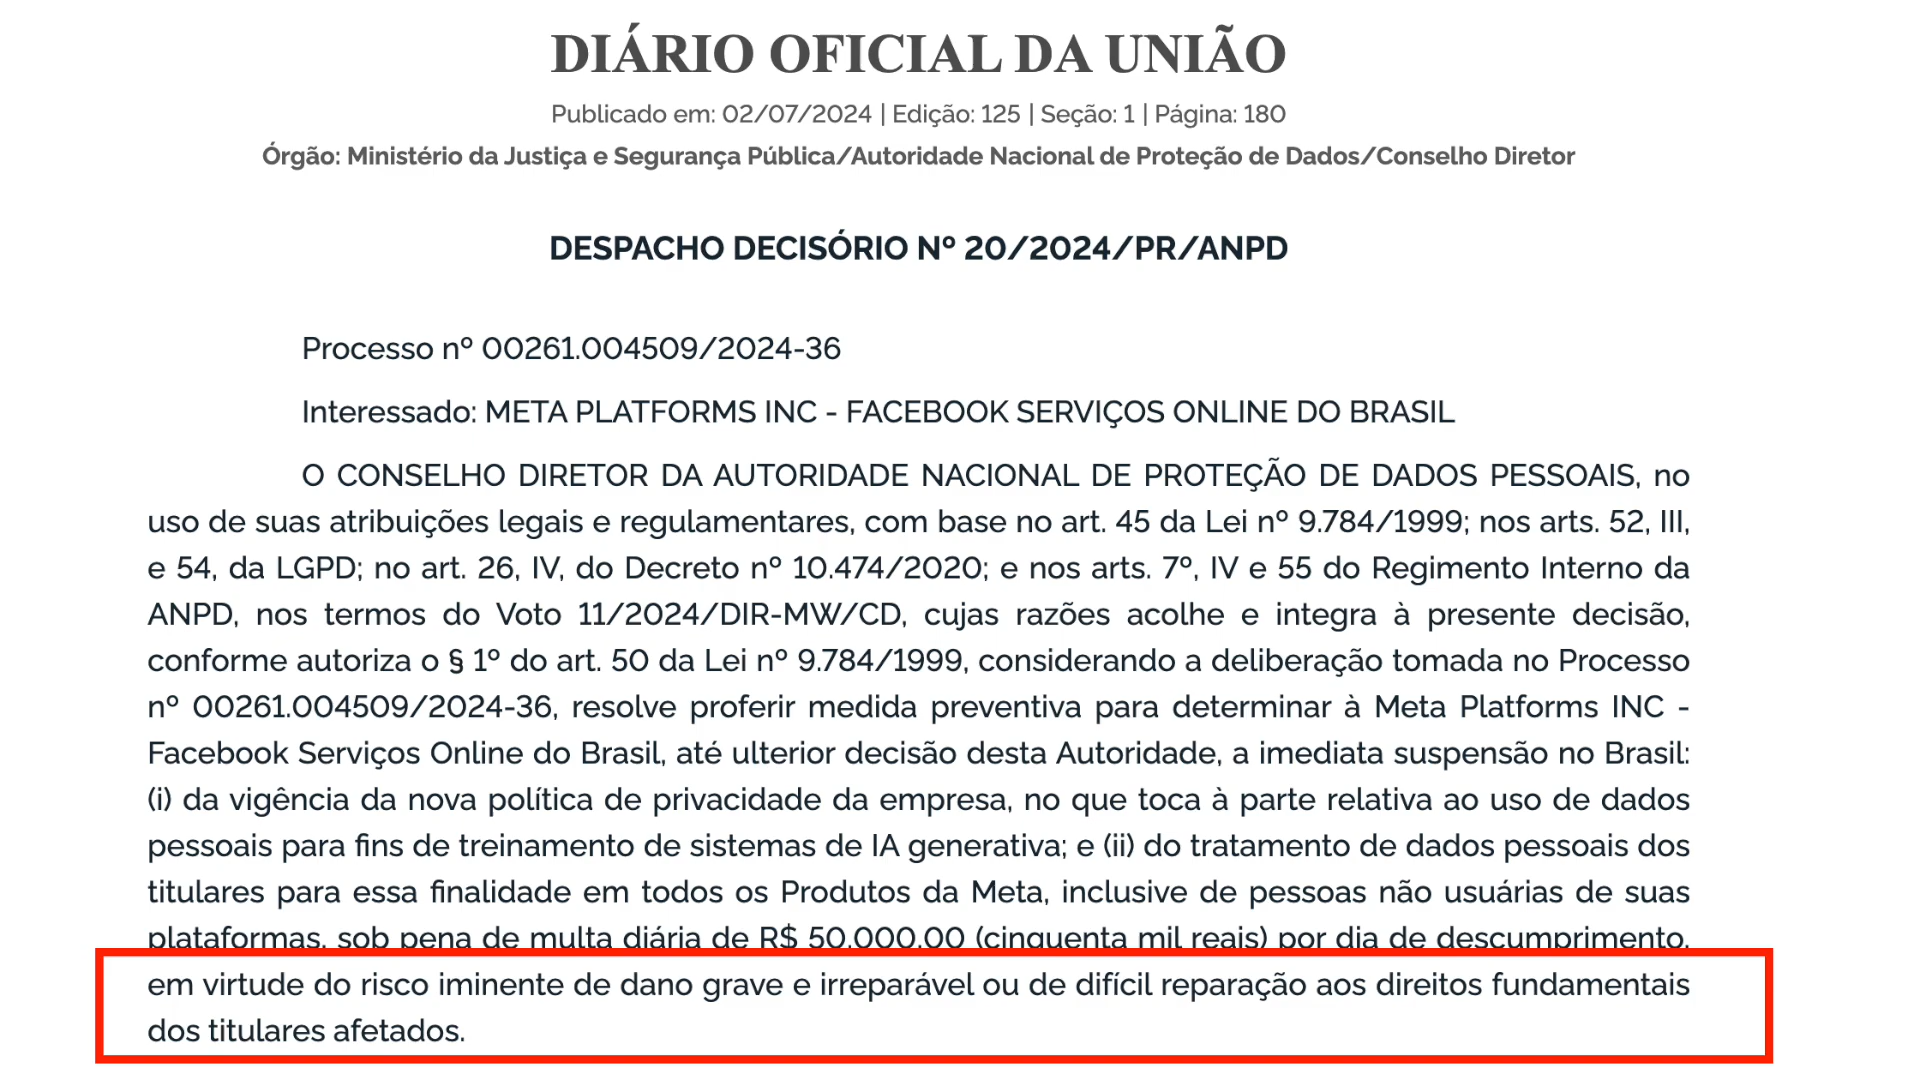 DIÁRIO OFICIAL DA UNIÃO
Publicado em: 02/07/2024 | Edição: 125 | Seção: 1 | Página: 180
Órgão: Ministério da Justiça e Segurança Pública/Autoridade Nacional de Proteção de Dados/Conselho Diretor
DESPACHO DECISÓRIO Nº 20/2024/PR/ANPD
Processo nº 00261.004509/2024-36
Interessado: META PLATFORMS INC - FACEBOOK SERVIÇOS ONLINE DO BRASIL
O CONSELHO DIRETOR DA AUTORIDADE NACIONAL DE PROTEÇÃO DE DADOS PESSOAIS, no
uso de suas atribuições legais e regulamentares, com base no art. 45 da Lei nº 9.784/1999; nos arts. 52, III,
e 54, da LGPD; no art. 26, IV, do Decreto nº 10.474/2020; e nos arts. 7º, IV e 55 do Regimento Interno da
ANPD, nos termos do Voto 11/2024/DIR-MW/CD, cujas razões acolhe e integra à presente decisão,
conforme autoriza o § 1º do art. 50 da Lei nº 9.784/1999, considerando a deliberação tomada no Processo
nº 00261.004509/2024-36, resolve proferir medida preventiva para determinar à Meta Platforms INC -
Facebook Serviços Online do Brasil, até ulterior decisão desta Autoridade, a imediata suspensão no Brasil:
(i) da vigência da nova política de privacidade da empresa, no que toca à parte relativa ao uso de dados
pessoais para fins de treinamento de sistemas de IA generativa; e (ii) do tratamento de dados pessoais dos
titulares para essa finalidade em todos os Produtos da Meta, inclusive de pessoas não usuárias de suas
plataformas, sob pena de multa diária de R$ 50.000,00 (cinquenta mil reais) por dia de descumprimento,
em virtude do risco iminente de dano grave e irreparável ou de difícil reparação aos direitos fundamentais
dos titulares afetados.